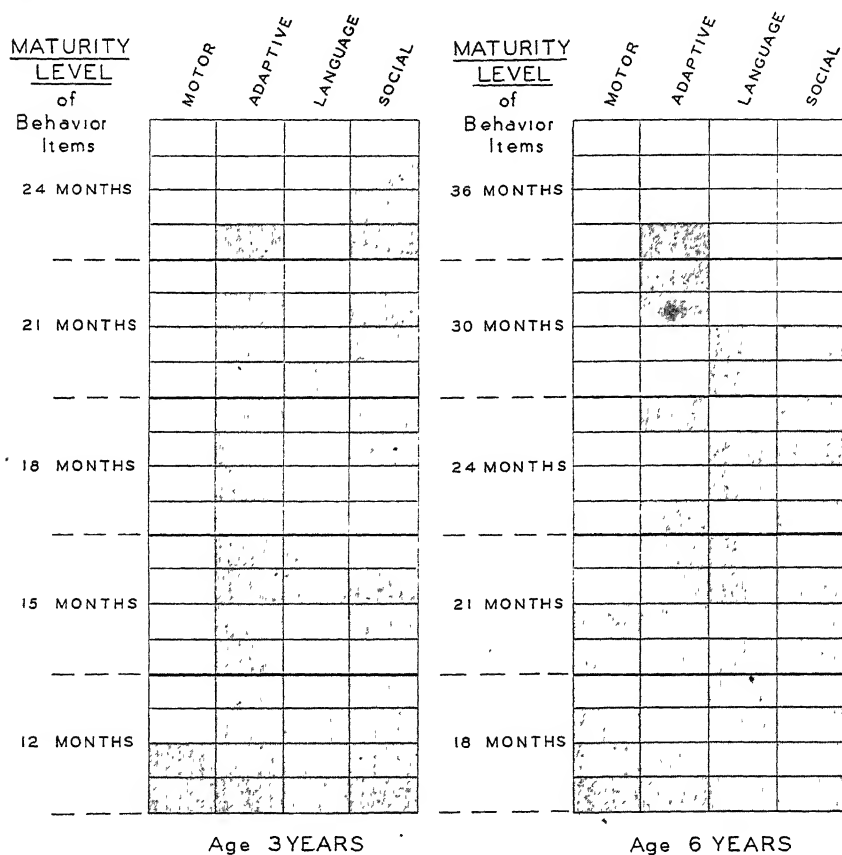 MATURITY
LEVEL
of
Behavior
Items
MOTOR
ADAPTIVE
LANGUAGE
SOCIAL
24 MONTHS
21 MONTHS
18 MONTHS
15 MONTHS
12 MONTHS
Age 3 YEARS
MATURITY
LEVEL
of
Behavior
Items
MOTOR
ADAPTIVE
LANGUAGE
SOCIAL
36 MONTHS
30 MONTHS
24 MONTHS
21 MONTHS
18 MONTHS
Age 6 YEARS